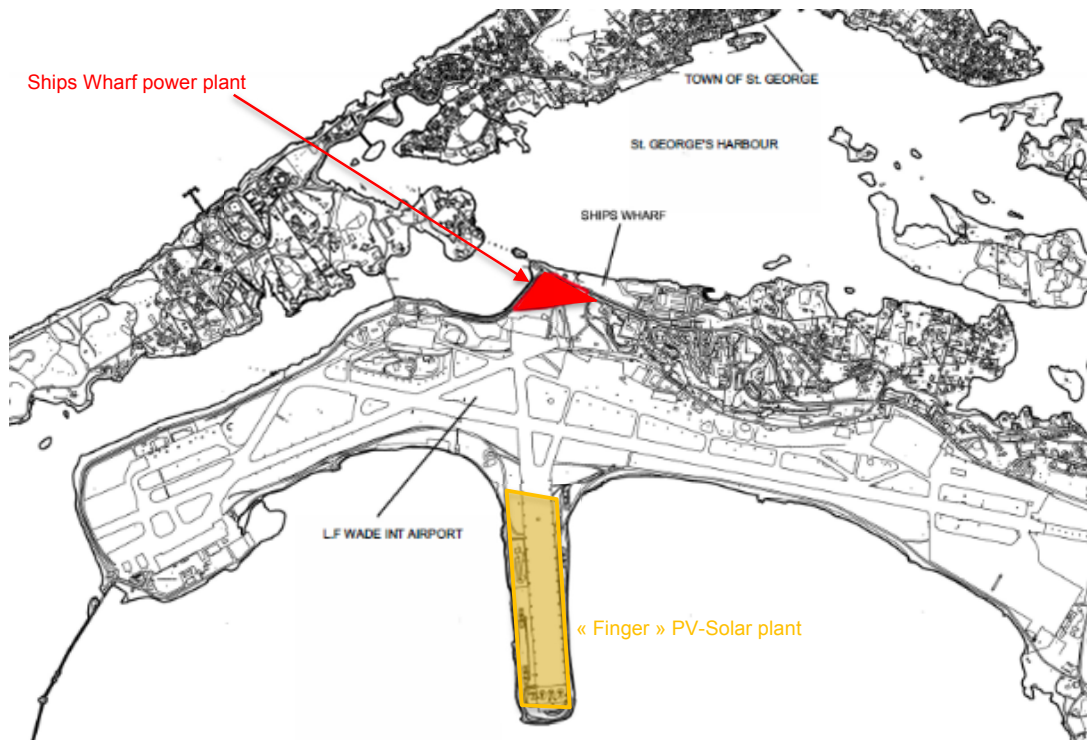 Ships Wharf power plant
TOWN OF St. GEORGE
St. GEORGE'S HARBOUR
SHIPS WHARF
L.F WADE INT AIRPORT
« Finger » PV-Solar plant